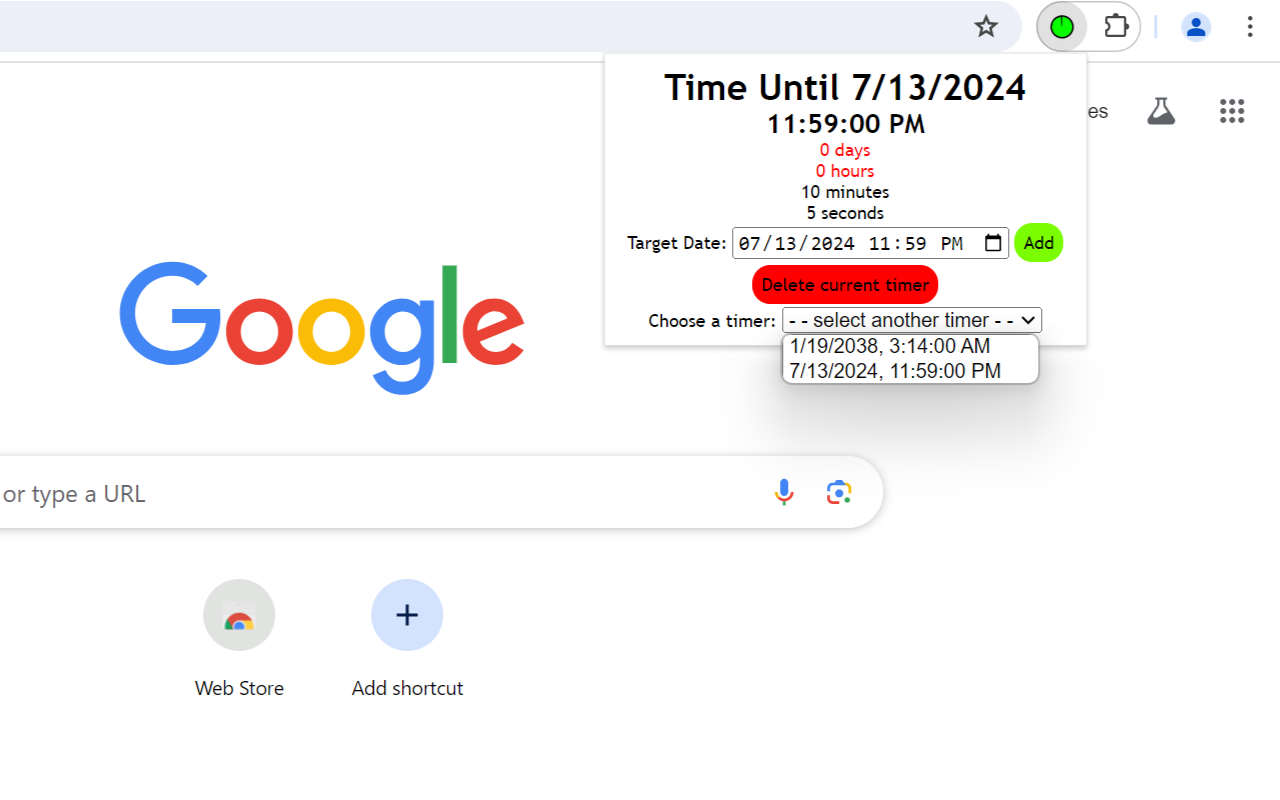 Time Until 7/13/2024
11:59:00 PM
es
0 days
0 hours
10 minutes
5 seconds
Target Date: 07/13/2024 11:59 PM Add
Delete current timer
Choose a timer: - - select another timer - -
1/19/2038, 3:14:00 AM
7/13/2024, 11:59:00 PM
Google
or type a URL
Web Store
Add shortcut